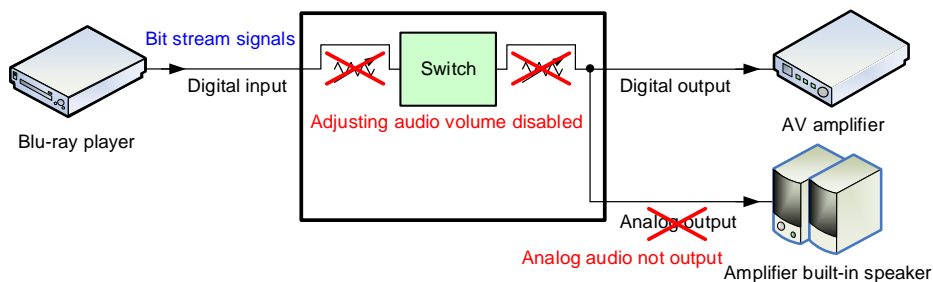 Bit stream signals
Digital input
Blu-ray player
Switch
Adjusting audio volume disabled
Digital output
AV amplifier
Analog output
Analog audio not output
Amplifier built-in speaker